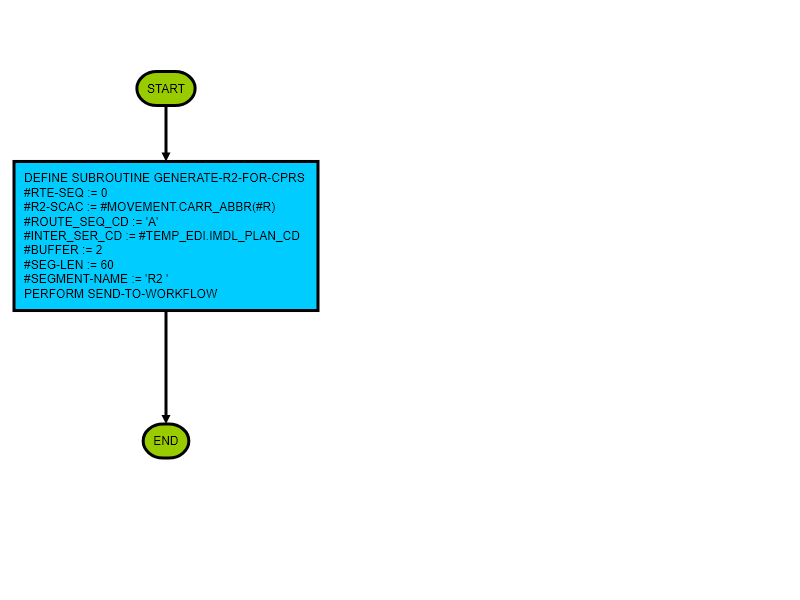 START
DEFINE SUBROUTINE GENERATE-R2-FOR-CPRS
#RTE-SEQ := 0
#R2-SCAC := #MOVEMENT.CARR_ABBR(#R)
#ROUTE_SEQ_CD := 'A'
#INTER_SER_CD := #TEMP_EDI.IMDL_PLAN_CD
#BUFFER := 2
#SEG-LEN := 60
#SEGMENT-NAME := 'R2 '
PERFORM SEND-TO-WORKFLOW
END